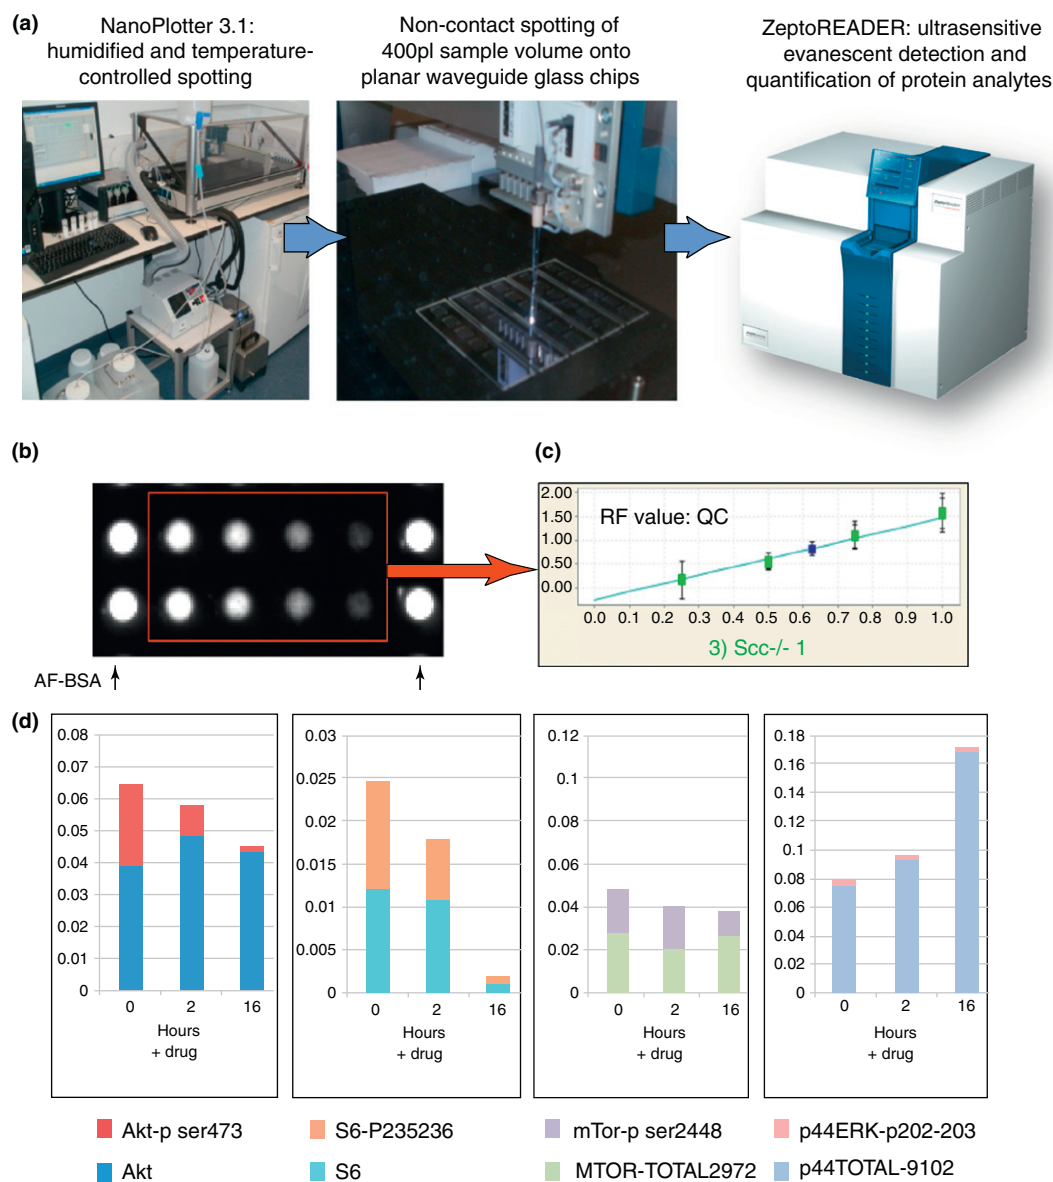 (a)
NanoPlotter 3.1:
humidified and temperature-
controlled spotting
Non-contact spotting of
400pl sample volume onto
planar waveguide glass chips
ZeptoREADER: ultrasensitive
evanescent detection and
quantification of protein analytes
(b)
AF-BSA
(c)
2.00
1.50
1.00
0.50
0.00
RF value: QC
0.0 0.1 0.2 0.3 0.4 0.5 0.6 0.7 0.8 0.9 1.0
3) Scc-/- 1
(d)
0.08
0.07
0.06
0.05
0.04
0.03
0.02
0.01
0
0 2 16
Hours
+ drug
0.03
0.025
0.02
0.015
0.01
0.005
0
0 2 16
Hours
+ drug
0.12
0.1
0.08
0.06
0.04
0.02
0
0 2 16
Hours
+ drug
0.18
0.16
0.14
0.12
0.1
0.08
0.06
0.04
0.02
0
0 2 16
Hours
+ drug
Akt-p ser473
Akt
S6-P235236
S6
mTor-p ser2448
MTOR-TOTAL2972
p44ERK-p202-203
p44TOTAL-9102